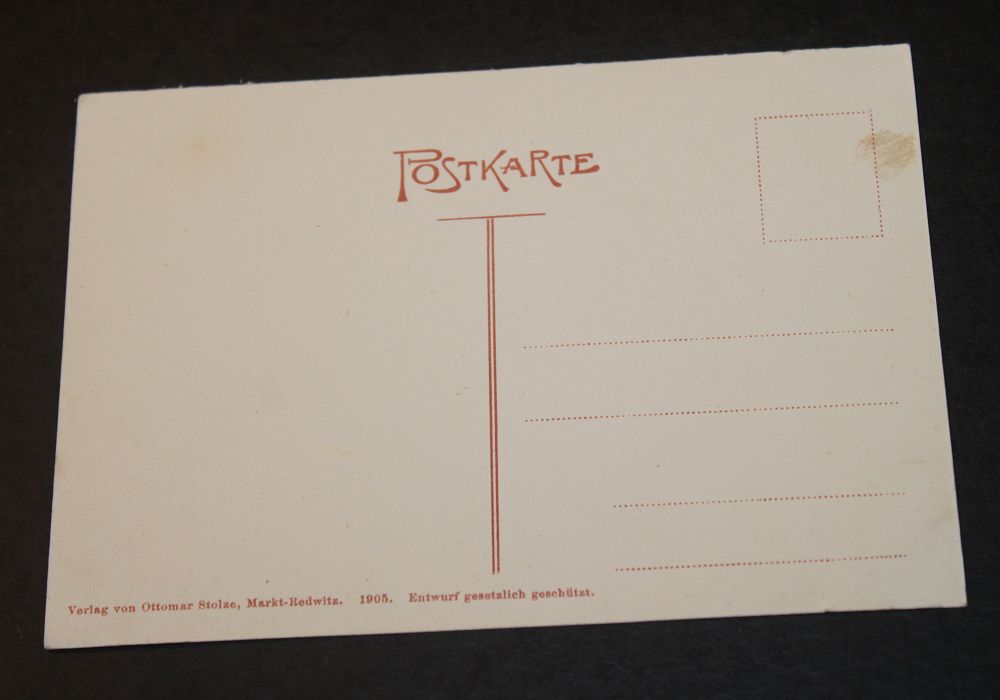 POSTKARTE
Verlag von Ottomar Stolze, Markt-Redwitz. 1905. Entwurf gesetzlich geschützt.